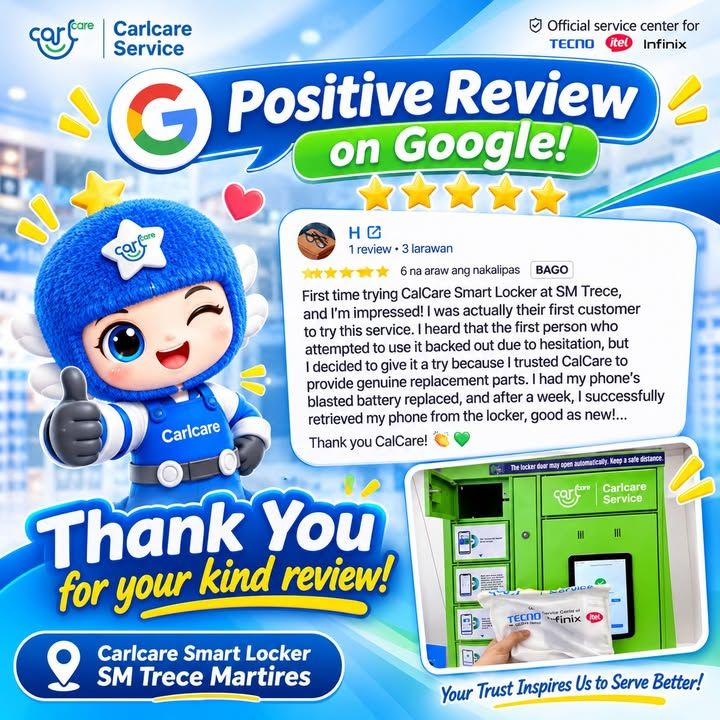 carlcare
Carlcare
Service
Official service center for
TECNO itel Infinix
Positive Review
on Google!
H
1 review • 3 larawan
6 na araw ang nakalipas BAGO
First time trying CalCare Smart Locker at SM Trece,
and I'm impressed! I was actually their first customer
to try this service. I heard that the first person who
attempted to use it backed out due to hesitation, but
I decided to give it a try because I trusted CalCare to
provide genuine replacement parts. I had my phone's
blasted battery replaced, and after a week, I successfully
retrieved my phone from the locker, good as new!...
Thank you CalCare! 👏 💚
carlcare
Carlcare
Thank You
for your kind review!
Carlcare Smart Locker
SM Trece Martires
The locker door may open automatically. Keep a safe distance.
carlcare
Carlcare
Service
Service Center of
TECNO Infinix itel
Your Trust Inspires Us to Serve Better!